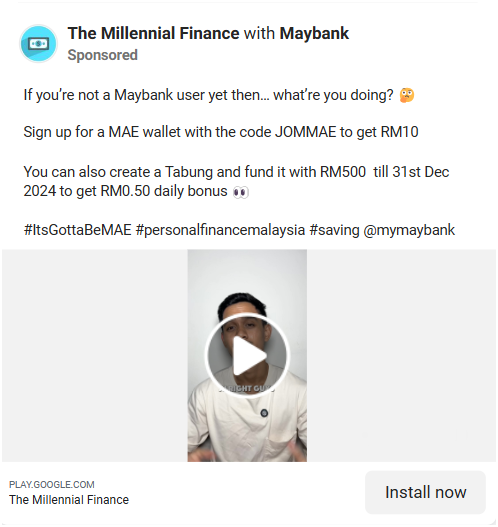 The Millennial Finance with Maybank
Sponsored
If you’re not a Maybank user yet then... what’re you doing? 🤔
Sign up for a MAE wallet with the code JOMMAE to get RM10
You can also create a Tabung and fund it with RM500 till 31st Dec
2024 to get RM0.50 daily bonus 👀
#ItsGottaBeMAE #personalfinancemalaysia #saving @mymaybank
PLAY.GOOGLE.COM
The Millennial Finance
Install now